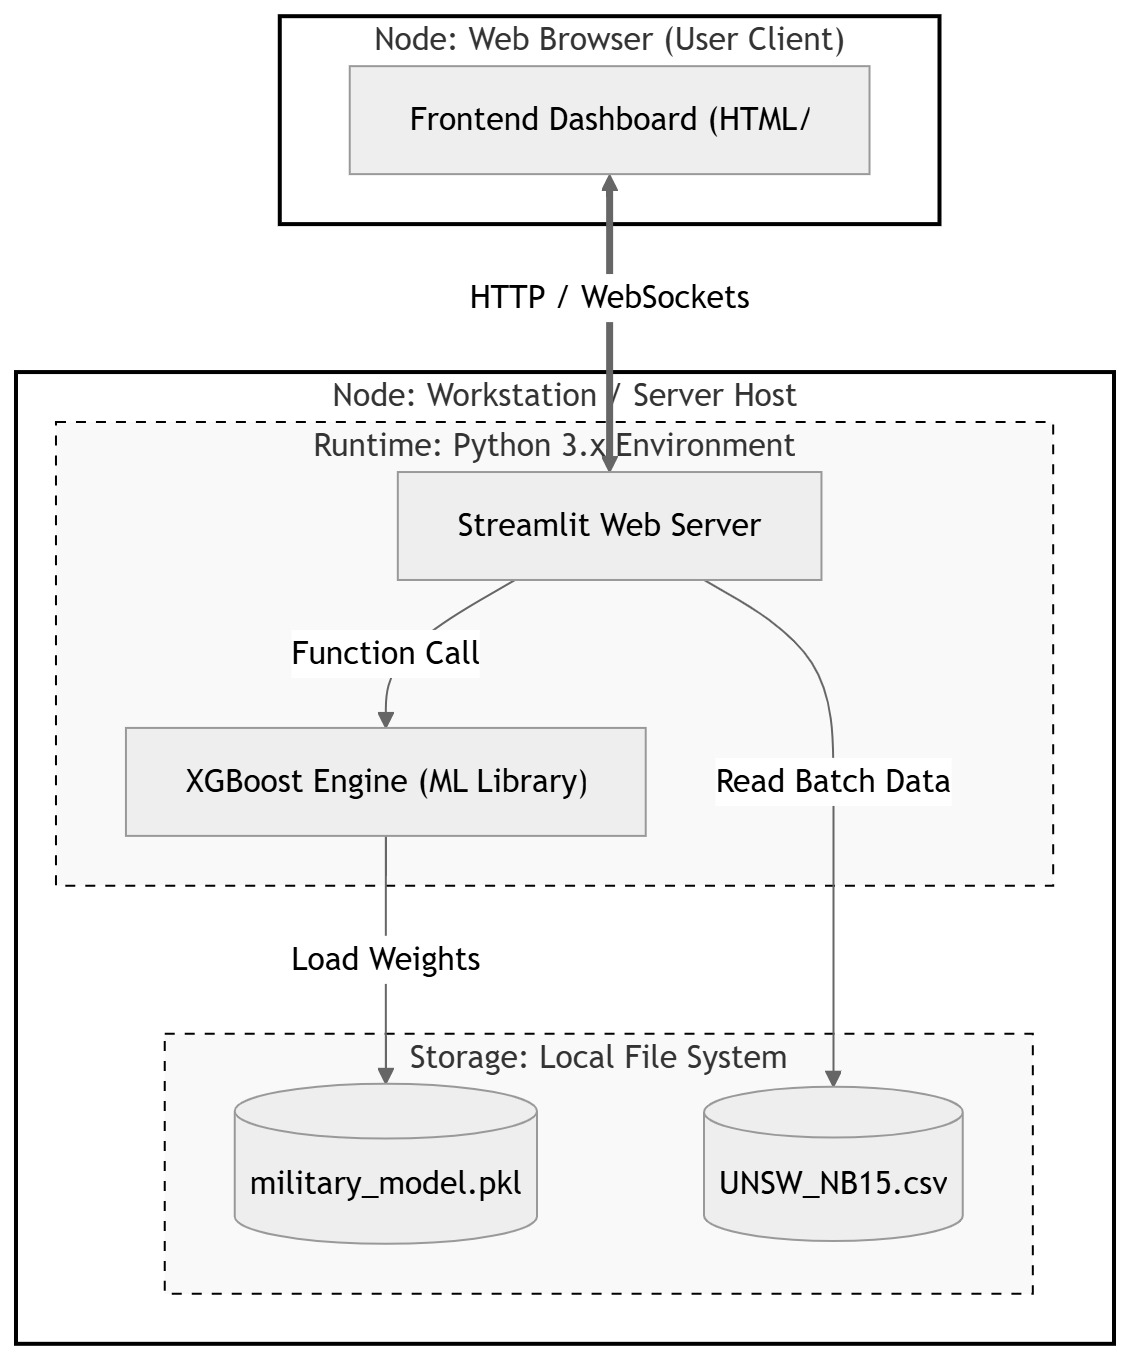 Node: Web Browser (User Client)
Frontend Dashboard (HTML/
HTTP / WebSockets
Node: Workstation / Server Host
Runtime: Python 3.x Environment
Streamlit Web Server
Function Call
XGBoost Engine (ML Library)
Read Batch Data
Load Weights
Storage: Local File System
military_model.pkl
UNSW_NB15.csv